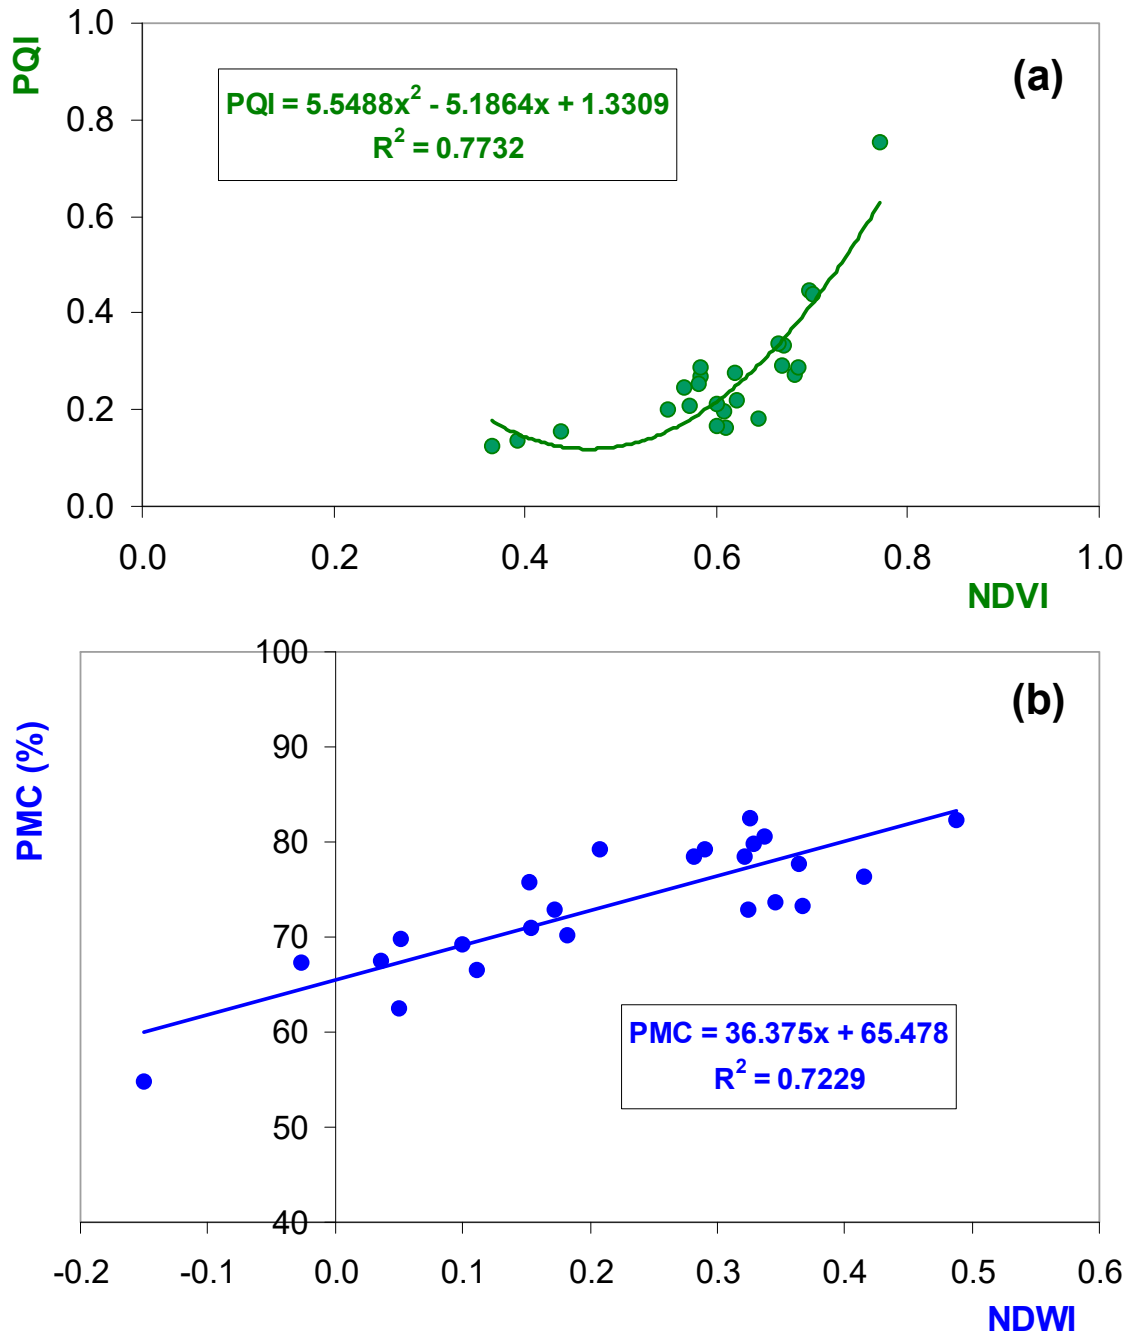 1.0
PQI
(a)
PQI = 5.5488x² - 5.1864x + 1.3309
R² = 0.7732
0.8
0.6
0.4
0.2
0.0
0.0 0.2 0.4 0.6 0.8 1.0
NDVI
100
(b)
PMC (%)
90
80
70
60
PMC = 36.375x + 65.478
R² = 0.7229
50
40
-0.2 -0.1 0.0 0.1 0.2 0.3 0.4 0.5 0.6
NDWI